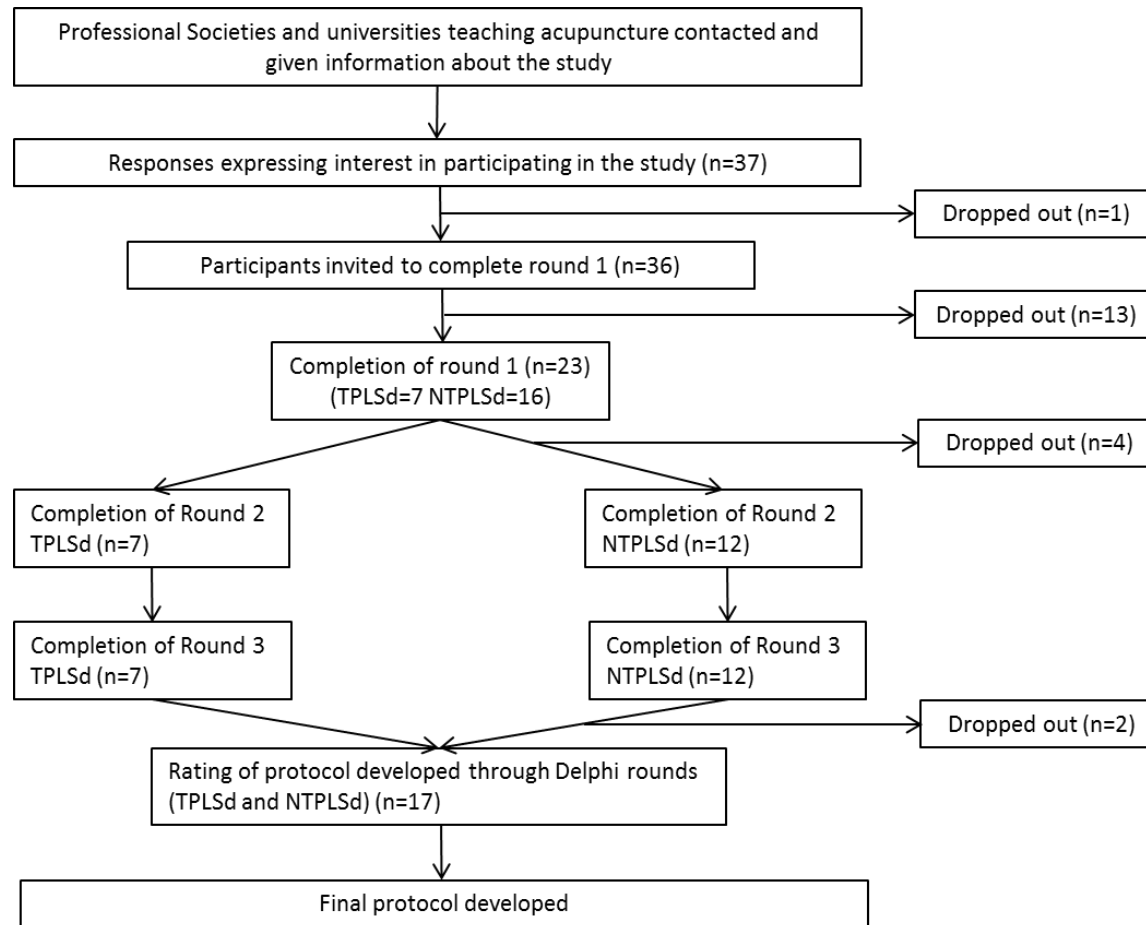 Professional Societies and universities teaching acupuncture contacted and
given information about the study
Responses expressing interest in participating in the study (n=37)
Dropped out (n=1)
Participants invited to complete round 1 (n=36)
Dropped out (n=13)
Completion of round 1 (n=23)
(TPLSd=7 NTPLSd=16)
Dropped out (n=4)
Completion of Round 2
TPLSd (n=7)
Completion of Round 2
NTPLSd (n=12)
Completion of Round 3
TPLSd (n=7)
Completion of Round 3
NTPLSd (n=12)
Dropped out (n=2)
Rating of protocol developed through Delphi rounds
(TPLSd and NTPLSd) (n=17)
Final protocol developed